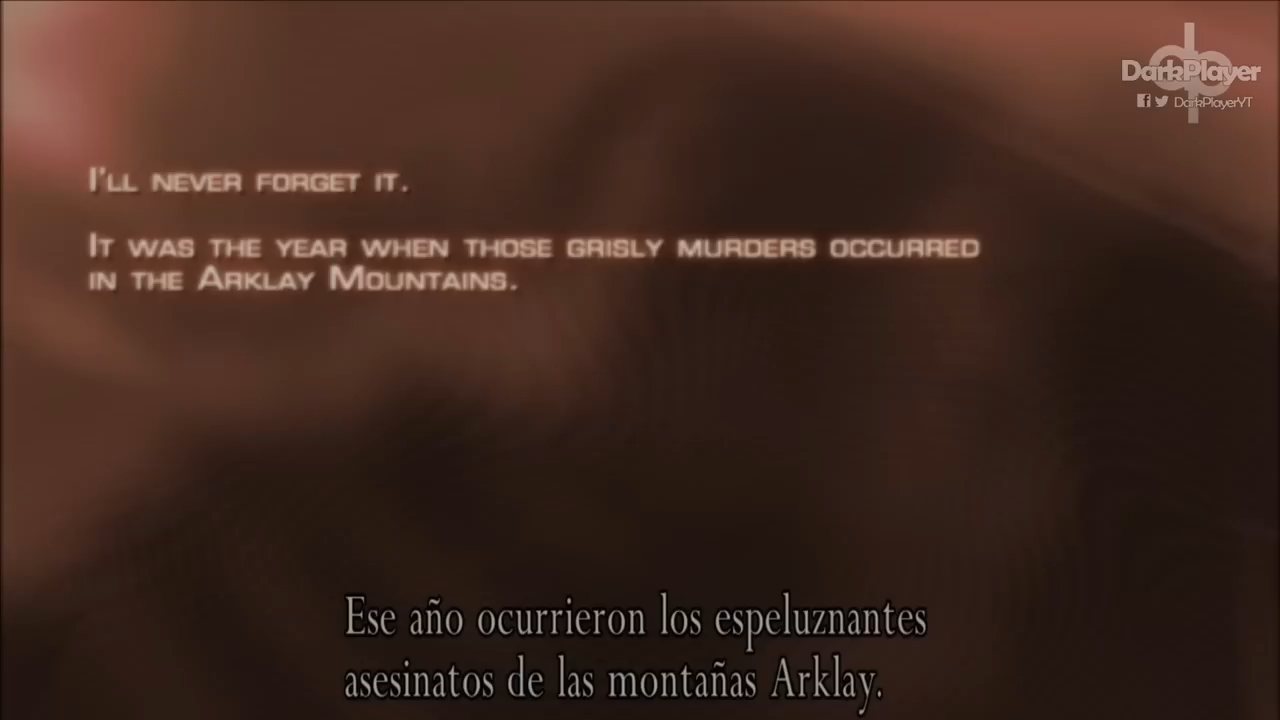 DarkPlayer
DarkPlayerYT
I'll never forget it.
It was the year when those grisly murders occurred
in the Arklay Mountains.
Ese año ocurrieron los espeluznantes
asesinatos de las montañas Arklay.